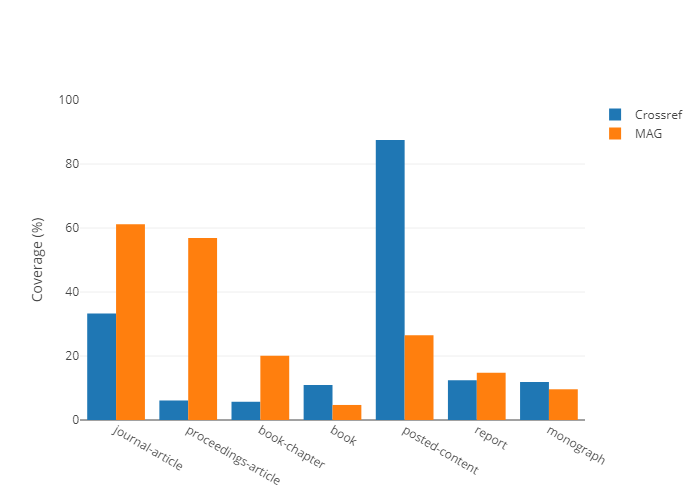 100
80
60
40
20
0
Coverage (%)
journal-article
proceedings-article
book-chapter
book
posted-content
report
monograph
Crossref
MAG